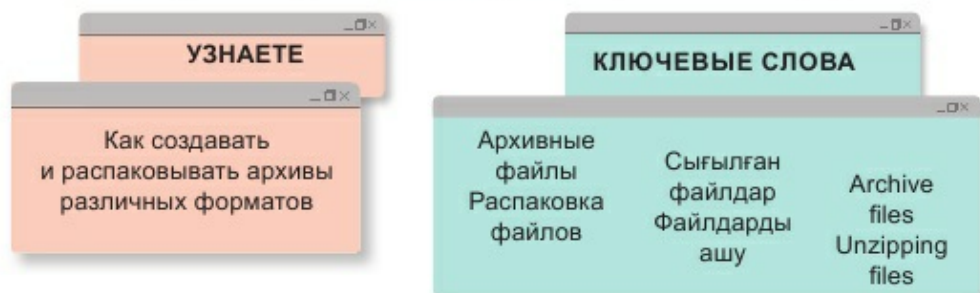 УЗНАЕТЕ
Как создавать
и распаковывать архивы
различных форматов
КЛЮЧЕВЫЕ СЛОВА
Архивные
файлы
Распаковка
файлов
Сығылған
файлдар
Файлдарды
ашу
Archive
files
Unzipping
files